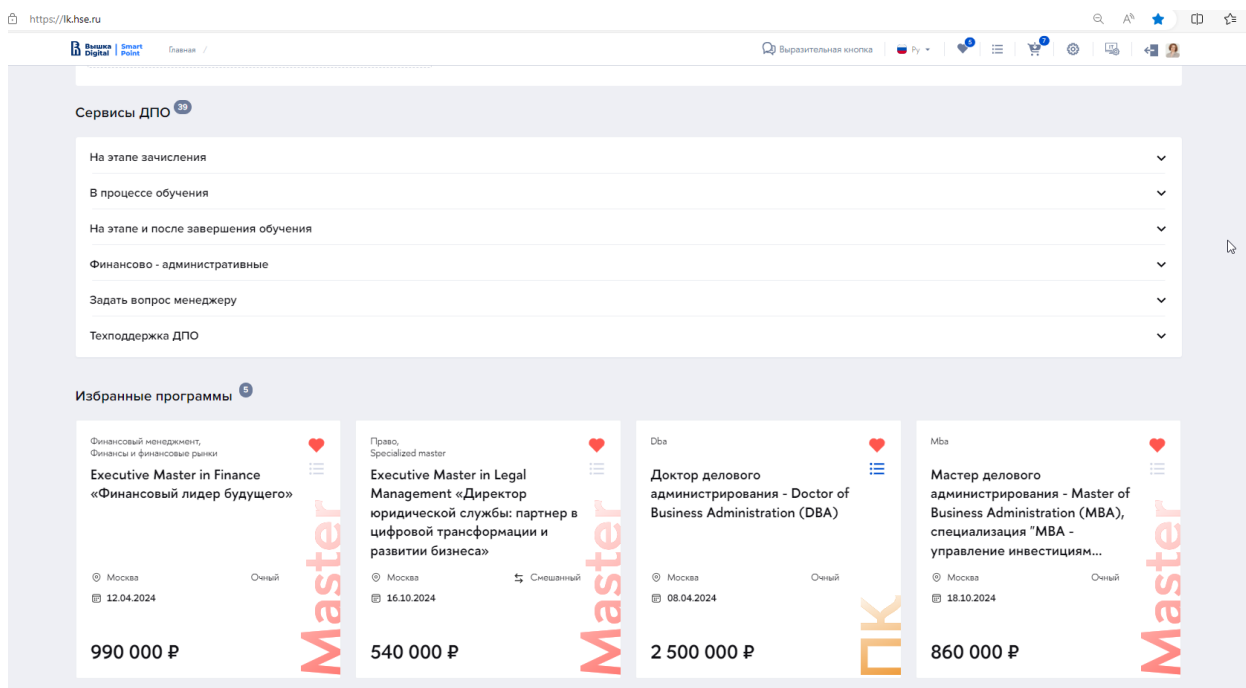 https://lk.hse.ru
Вышка Digital | Smart Point
Главная /
Выразительная кнопка
Ру
5
7
Сервисы ДПО 39
На этапе зачисления
В процессе обучения
На этапе и после завершения обучения
Финансово - административные
Задать вопрос менеджеру
Техподдержка ДПО
Избранные программы 5
Финансовый менеджмент,
Финансы и финансовые рынки
Executive Master in Finance
«Финансовый лидер будущего»
Москва
Очный
12.04.2024
990 000 ₽
Master
Право,
Specialized master
Executive Master in Legal
Management «Директор
юридической службы: партнер в
цифровой трансформации и
развитии бизнеса»
Москва
Смешанный
16.10.2024
540 000 ₽
Master
Dba
Доктор делового
администрирования - Doctor of
Business Administration (DBA)
Москва
Очный
08.04.2024
2 500 000 ₽
ПК
Mba
Мастер делового
администрирования - Master of
Business Administration (MBA),
специализация "МВА -
управление инвестициям...
Москва
Очный
18.10.2024
860 000 ₽
Master